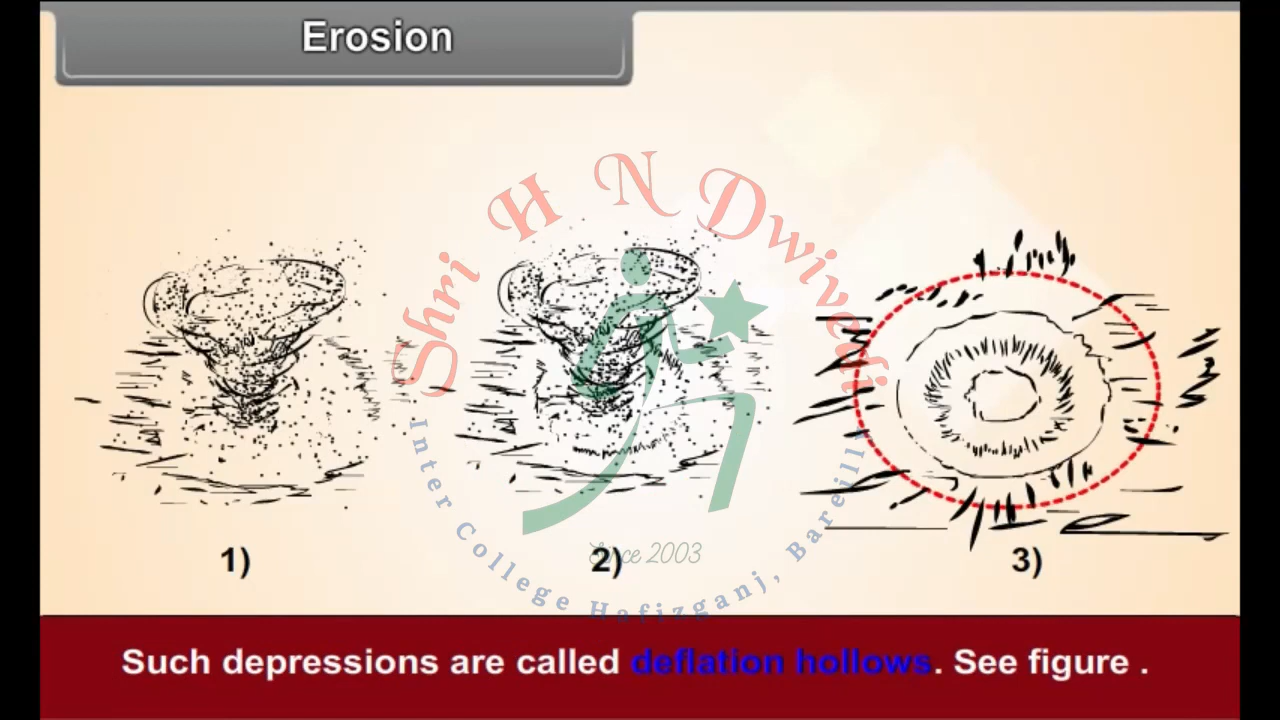 Erosion
Shri H N Dwivedi
Inter College Hafizganj, Bareilly
Since 2003
1)
2)
3)
Such depressions are called deflation hollows. See figure .